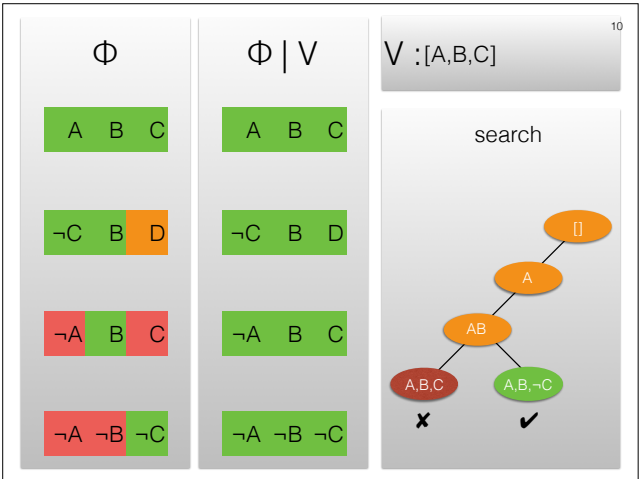 10
Φ
Φ | V
V :[A,B,C]
A B C
¬C B D
¬A B C
¬A ¬B ¬C
A B C
¬C B D
¬A B C
¬A ¬B ¬C
search
[]
A
AB
A,B,C
A,B,¬C
✘
✔